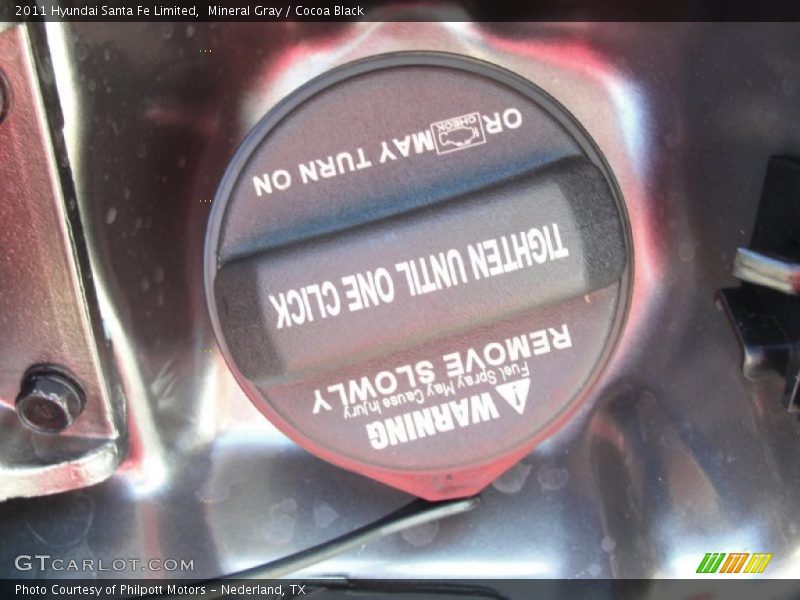 2011 Hyundai Santa Fe Limited, Mineral Gray / Cocoa Black
WARNING
Fuel Spray May Cause Injury
REMOVE SLOWLY
TIGHTEN UNTIL ONE CLICK
OR CHECK MAY TURN ON
GTCARLOT.COM
Photo Courtesy of Philpott Motors - Nederland, TX